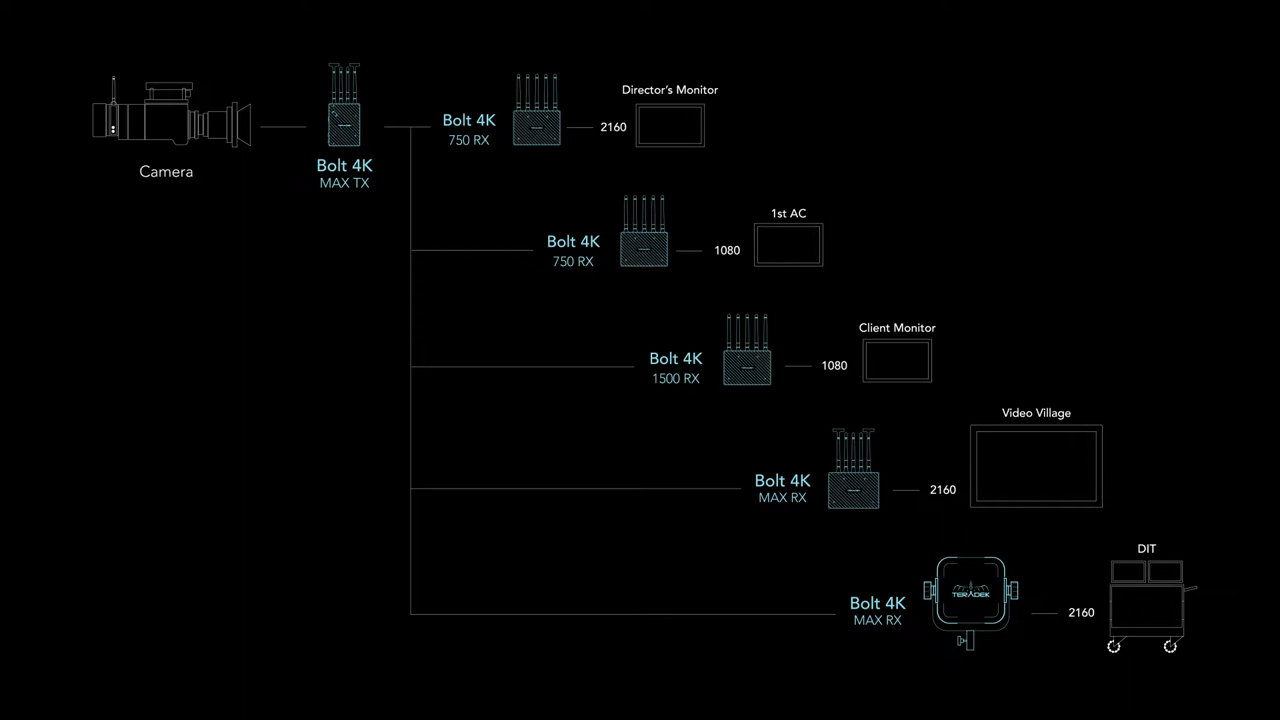 Camera
Bolt 4K
MAX TX
Bolt 4K
750 RX
2160
Director's Monitor
Bolt 4K
750 RX
1080
1st AC
Bolt 4K
1500 RX
1080
Client Monitor
Bolt 4K
MAX RX
2160
Video Village
Bolt 4K
MAX RX
TERADEK
2160
DIT